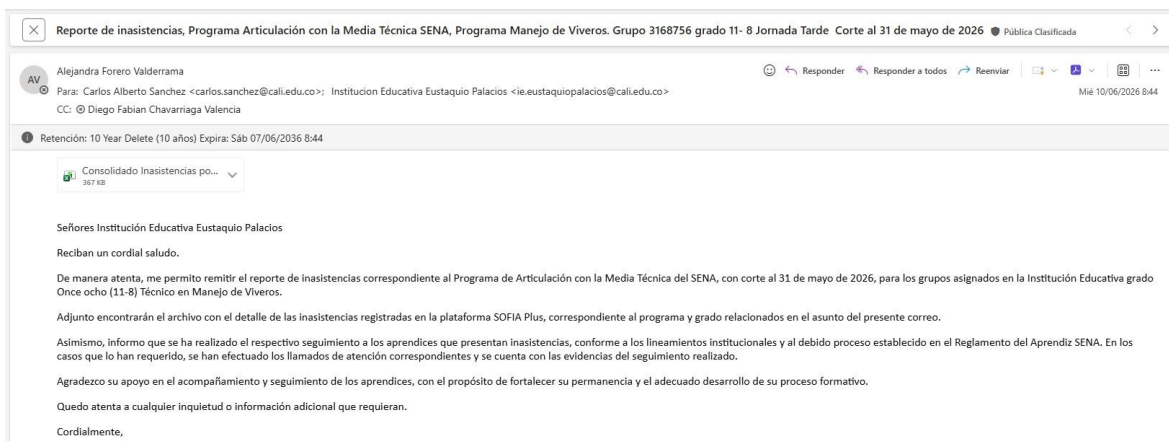 Reporte de inasistencias, Programa Articulación con la Media Técnica SENA, Programa Manejo de Viveros. Grupo 3168756 grado 11- 8 Jornada Tarde  Corte al 31 de mayo de 2026 Pública Clasificada
AV
Alejandra Forero Valderrama
Responder Responder a todos Reenviar
Para: Carlos Alberto Sanchez <carlos.sanchez@cali.edu.co>; Institucion Educativa Eustaquio Palacios <ie.eustaquiopalacios@cali.edu.co>
Mié 10/06/2026 8:44
CC: Diego Fabian Chavarriaga Valencia
Retención: 10 Year Delete (10 años) Expira: Sáb 07/06/2036 8:44
Consolidado Inasistencias po...
367 KB
Señores Institución Educativa Eustaquio Palacios
Reciban un cordial saludo.
De manera atenta, me permito remitir el reporte de inasistencias correspondiente al Programa de Articulación con la Media Técnica del SENA, con corte al 31 de mayo de 2026, para los grupos asignados en la Institución Educativa grado
Once ocho (11-8) Técnico en Manejo de Viveros.
Adjunto encontrarán el archivo con el detalle de las inasistencias registradas en la plataforma SOFIA Plus, correspondiente al programa y grado relacionados en el asunto del presente correo.
Asimismo, informo que se ha realizado el respectivo seguimiento a los aprendices que presentan inasistencias, conforme a los lineamientos institucionales y al debido proceso establecido en el Reglamento del Aprendiz SENA. En los
casos que lo han requerido, se han efectuado los llamados de atención correspondientes y se cuenta con las evidencias del seguimiento realizado.
Agradezco su apoyo en el acompañamiento y seguimiento de los aprendices, con el propósito de fortalecer su permanencia y el adecuado desarrollo de su proceso formativo.
Quedo atenta a cualquier inquietud o información adicional que requieran.
Cordialmente,